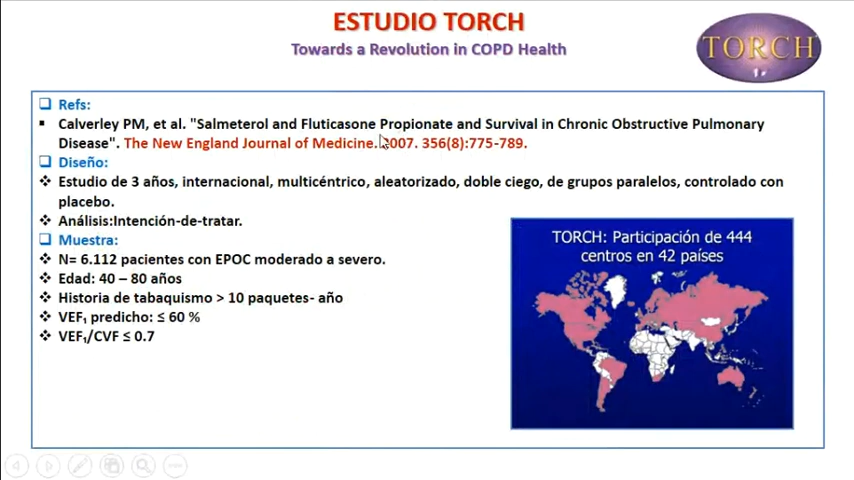 ESTUDIO TORCH
Towards a Revolution in COPD Health
TORCH
Refs:
Calverley PM, et al. "Salmeterol and Fluticasone Propionate and Survival in Chronic Obstructive Pulmonary
Disease". The New England Journal of Medicine. 2007. 356(8):775-789.
Diseño:
Estudio de 3 años, internacional, multicéntrico, aleatorizado, doble ciego, de grupos paralelos, controlado con
placebo.
Análisis:Intención-de-tratar.
Muestra:
N= 6.112 pacientes con EPOC moderado a severo.
Edad: 40 – 80 años
Historia de tabaquismo > 10 paquetes- año
VEF₁ predicho: ≤ 60 %
VEF₁/CVF ≤ 0.7
TORCH: Participación de 444
centros en 42 países